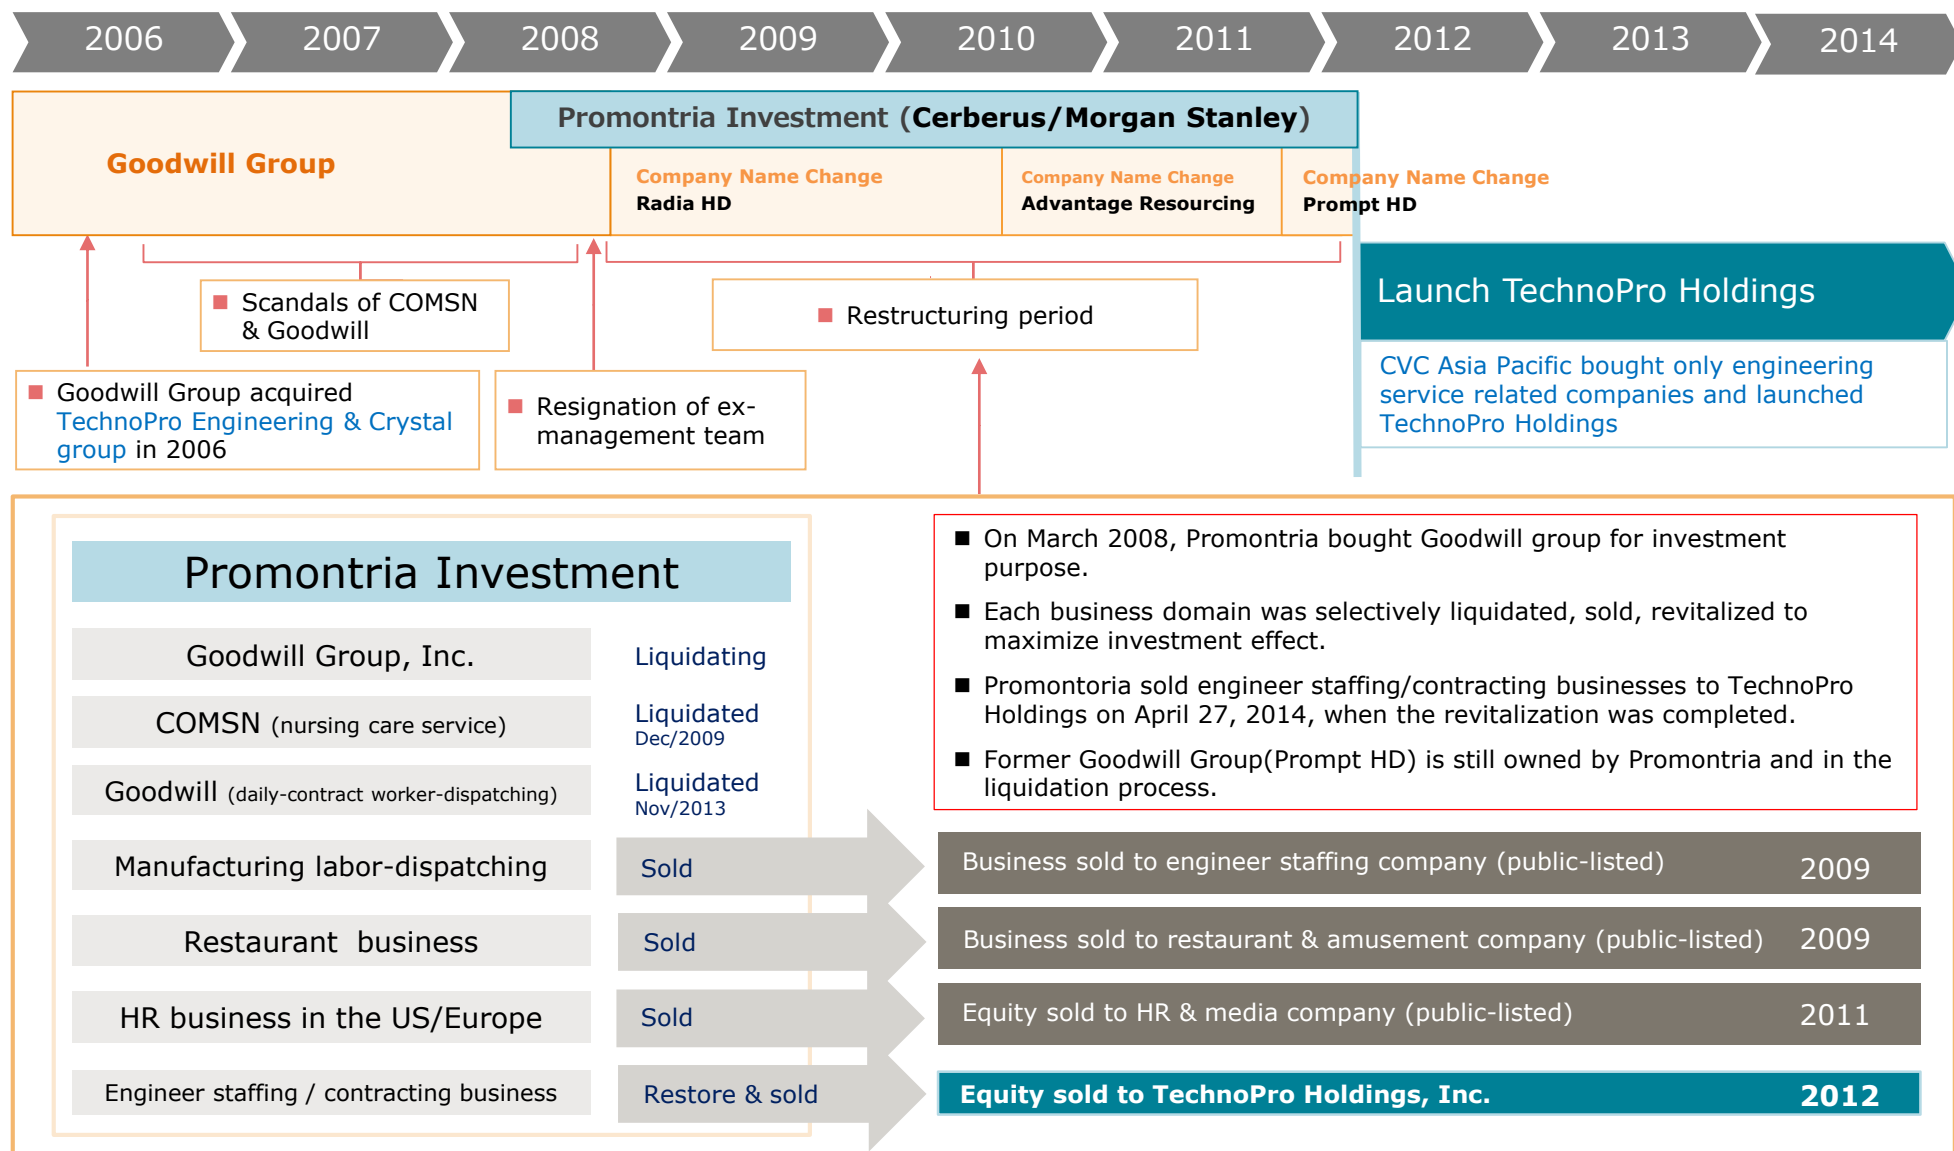 2006 2007 2008 2009 2010 2011 2012 2013 2014
Promontria Investment (Cerberus/Morgan Stanley)
Goodwill Group
Company Name Change
Radia HD
Company Name Change
Advantage Resourcing
Company Name Change
Prompt HD
■ Scandals of COMSN
& Goodwill
■ Restructuring period
Launch TechnoPro Holdings
CVC Asia Pacific bought only engineering
service related companies and launched
TechnoPro Holdings
■ Goodwill Group acquired
TechnoPro Engineering & Crystal
group in 2006
■ Resignation of ex-
management team
Promontria Investment
Goodwill Group, Inc.
Liquidating
COMSN (nursing care service)
Liquidated
Dec/2009
Goodwill (daily-contract worker-dispatching)
Liquidated
Nov/2013
■ On March 2008, Promontria bought Goodwill group for investment
purpose.
■ Each business domain was selectively liquidated, sold, revitalized to
maximize investment effect.
■ Promontoria sold engineer staffing/contracting businesses to TechnoPro
Holdings on April 27, 2014, when the revitalization was completed.
■ Former Goodwill Group(Prompt HD) is still owned by Promontria and in the
liquidation process.
Manufacturing labor-dispatching
Sold
Business sold to engineer staffing company (public-listed) 2009
Restaurant business
Sold
Business sold to restaurant & amusement company (public-listed) 2009
HR business in the US/Europe
Sold
Equity sold to HR & media company (public-listed) 2011
Engineer staffing / contracting business
Restore & sold
Equity sold to TechnoPro Holdings, Inc. 2012